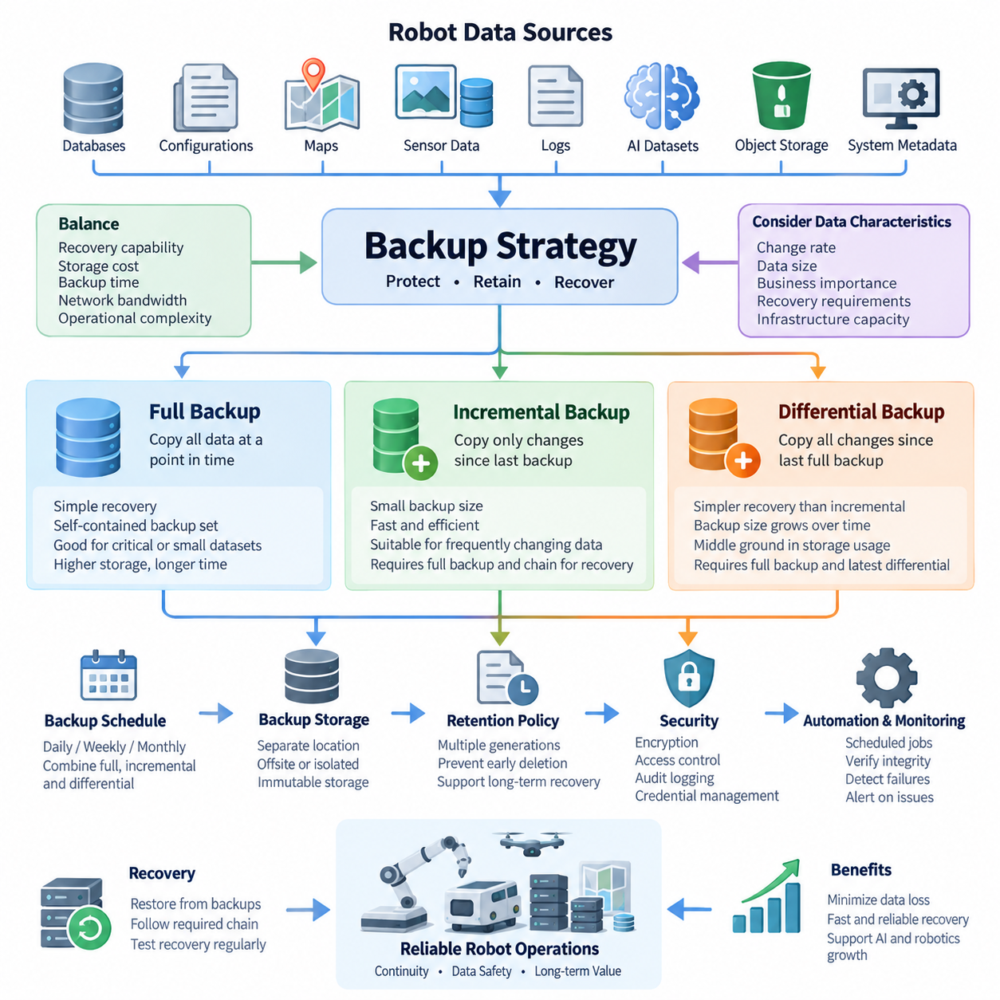 Robot Data Sources
Databases
Configurations
Maps
Sensor Data
Logs
AI Datasets
Object Storage
System Metadata
Balance
Recovery capability
Storage cost
Backup time
Network bandwidth
Operational complexity
Backup Strategy
Protect • Retain • Recover
Consider Data Characteristics
Change rate
Data size
Business importance
Recovery requirements
Infrastructure capacity
Full Backup
Copy all data at a
point in time
Simple recovery
Self-contained backup set
Good for critical or small datasets
Higher storage, longer time
Incremental Backup
Copy only changes
since last backup
Small backup size
Fast and efficient
Suitable for frequently changing data
Requires full backup and chain for recovery
Differential Backup
Copy all changes since
last full backup
Simpler recovery than incremental
Backup size grows over time
Middle ground in storage usage
Requires full backup and latest differential
Backup Schedule
Daily / Weekly / Monthly
Combine full, incremental
and differential
Backup Storage
Separate location
Offsite or isolated
Immutable storage
Retention Policy
Multiple generations
Prevent early deletion
Support long-term recovery
Security
Encryption
Access control
Audit logging
Credential management
Automation & Monitoring
Scheduled jobs
Verify integrity
Detect failures
Alert on issues
Recovery
Restore from backups
Follow required chain
Test recovery regularly
Reliable Robot Operations
Continuity • Data Safety • Long-term Value
Benefits
Minimize data loss
Fast and reliable recovery
Support AI and robotics
growth